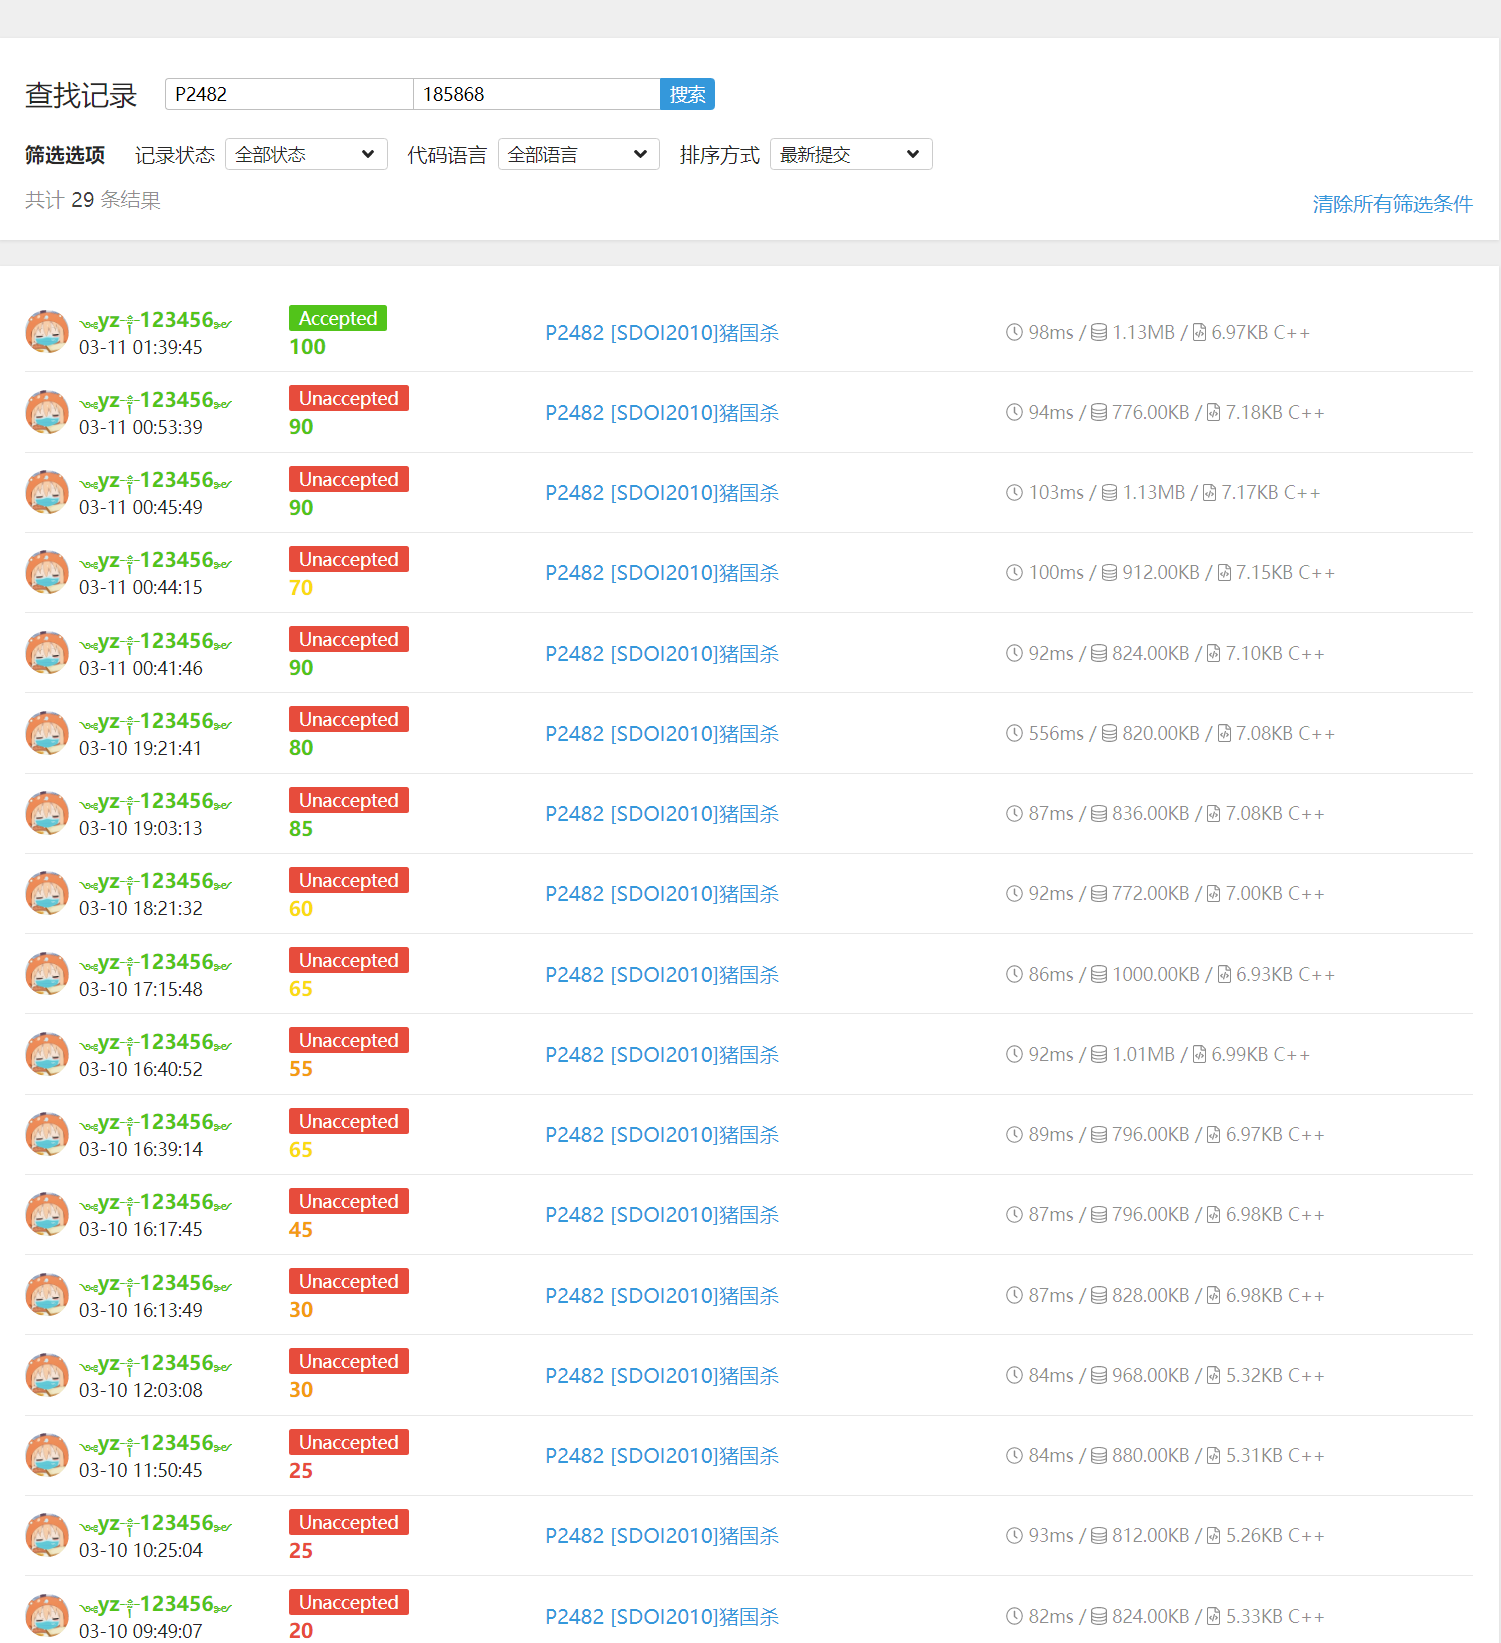 查找记录 P2482 185868 搜索
筛选选项 记录状态 全部状态 代码语言 全部语言 排序方式 最新提交
共计 29 条结果 清除所有筛选条件
yz-༒-123456 Accepted P2482 [SDOI2010]猪国杀 98ms / 1.13MB / 6.97KB C++
03-11 01:39:45 100
yz-༒-123456 Unaccepted P2482 [SDOI2010]猪国杀 94ms / 776.00KB / 7.18KB C++
03-11 00:53:39 90
yz-༒-123456 Unaccepted P2482 [SDOI2010]猪国杀 103ms / 1.13MB / 7.17KB C++
03-11 00:45:49 90
yz-༒-123456 Unaccepted P2482 [SDOI2010]猪国杀 100ms / 912.00KB / 7.15KB C++
03-11 00:44:15 70
yz-༒-123456 Unaccepted P2482 [SDOI2010]猪国杀 92ms / 824.00KB / 7.10KB C++
03-11 00:41:46 90
yz-༒-123456 Unaccepted P2482 [SDOI2010]猪国杀 556ms / 820.00KB / 7.08KB C++
03-10 19:21:41 80
yz-༒-123456 Unaccepted P2482 [SDOI2010]猪国杀 87ms / 836.00KB / 7.08KB C++
03-10 19:03:13 85
yz-༒-123456 Unaccepted P2482 [SDOI2010]猪国杀 92ms / 772.00KB / 7.00KB C++
03-10 18:21:32 60
yz-༒-123456 Unaccepted P2482 [SDOI2010]猪国杀 86ms / 1000.00KB / 6.93KB C++
03-10 17:15:48 65
yz-༒-123456 Unaccepted P2482 [SDOI2010]猪国杀 92ms / 1.01MB / 6.99KB C++
03-10 16:40:52 55
yz-༒-123456 Unaccepted P2482 [SDOI2010]猪国杀 89ms / 796.00KB / 6.97KB C++
03-10 16:39:14 65
yz-༒-123456 Unaccepted P2482 [SDOI2010]猪国杀 87ms / 796.00KB / 6.98KB C++
03-10 16:17:45 45
yz-༒-123456 Unaccepted P2482 [SDOI2010]猪国杀 87ms / 828.00KB / 6.98KB C++
03-10 16:13:49 30
yz-༒-123456 Unaccepted P2482 [SDOI2010]猪国杀 84ms / 968.00KB / 5.32KB C++
03-10 12:03:08 30
yz-༒-123456 Unaccepted P2482 [SDOI2010]猪国杀 84ms / 880.00KB / 5.31KB C++
03-10 11:50:45 25
yz-༒-123456 Unaccepted P2482 [SDOI2010]猪国杀 93ms / 812.00KB / 5.26KB C++
03-10 10:25:04 25
yz-༒-123456 Unaccepted P2482 [SDOI2010]猪国杀 82ms / 824.00KB / 5.33KB C++
03-10 09:49:07 20